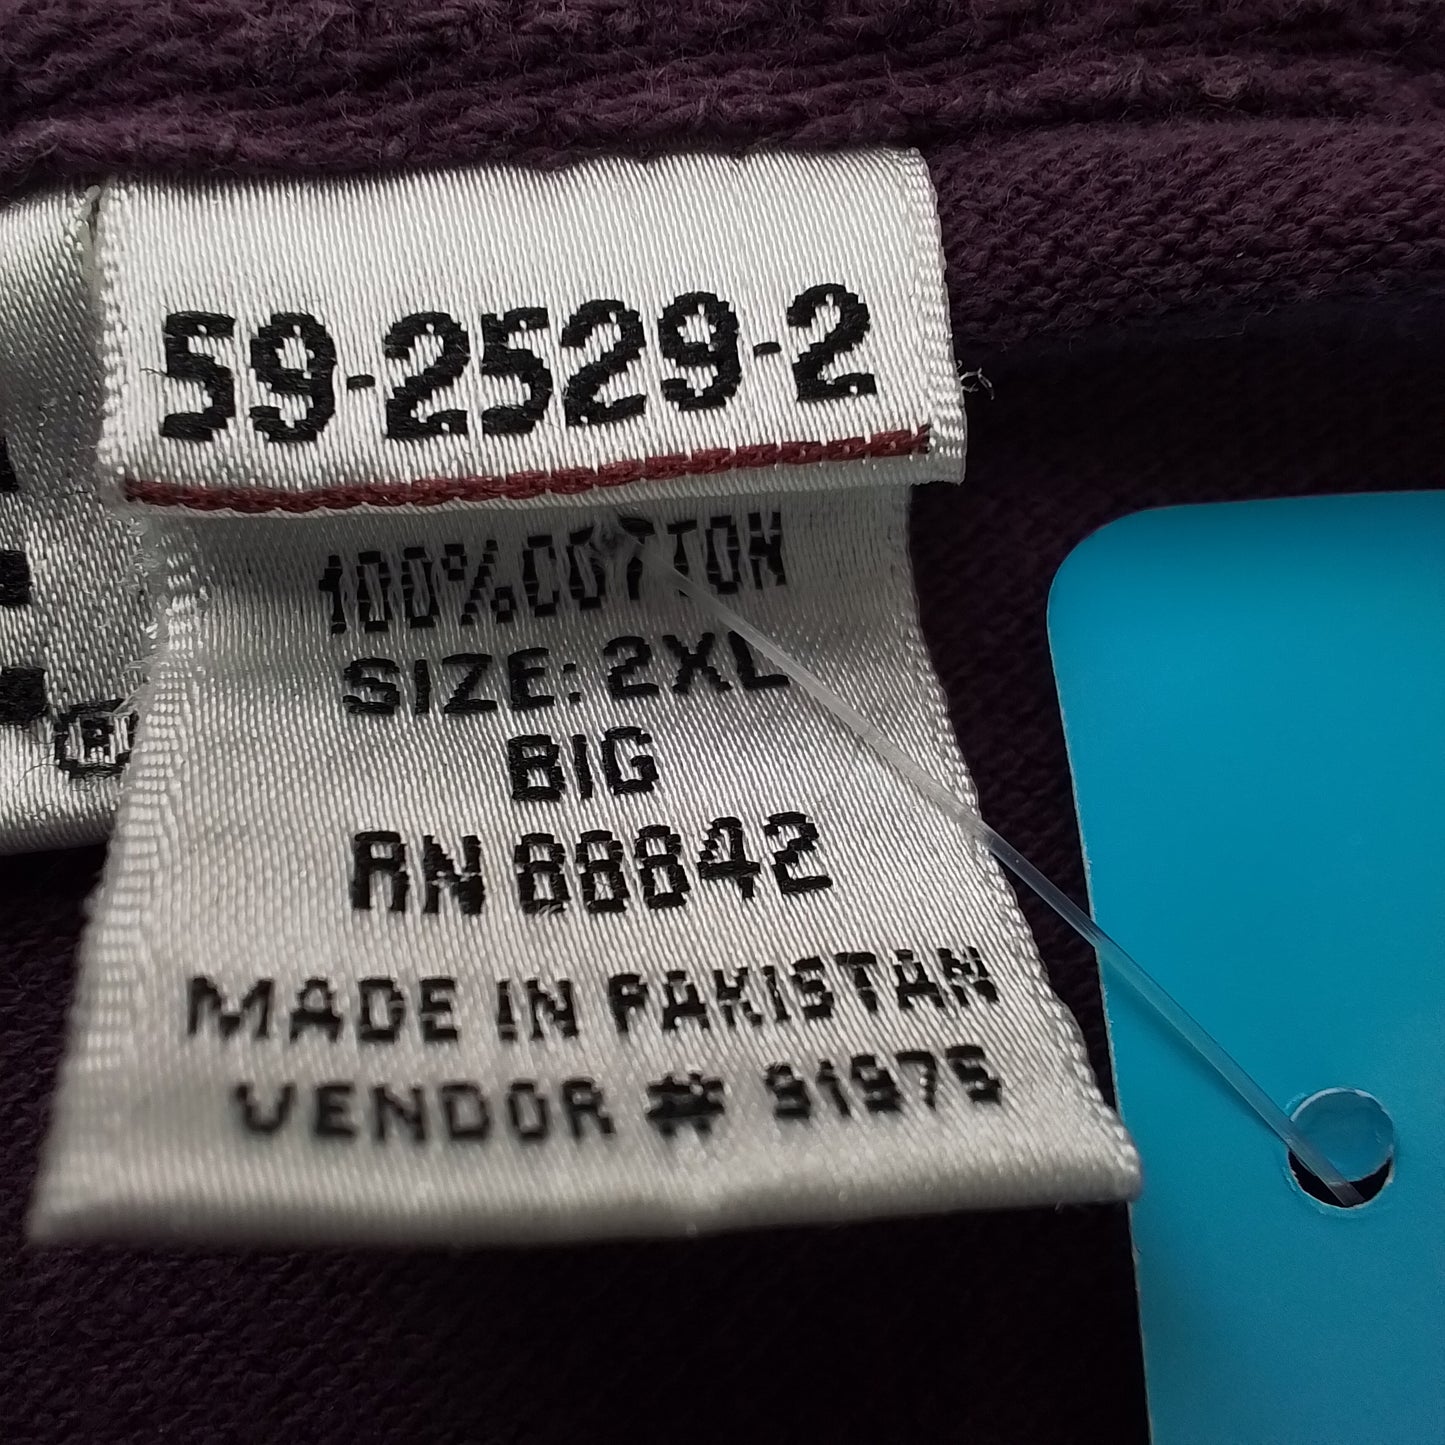 59-2529-2
100%COTTON
SIZE: 2XL
BIG
RN 88842
MADE IN PAKISTAN
VENDOR # 91975
®